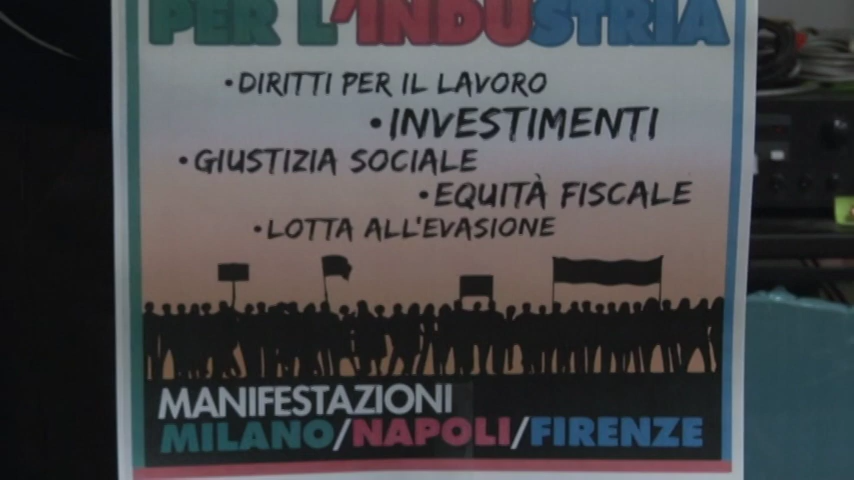 PER L'INDUSTRIA
•DIRITTI PER IL LAVORO
•INVESTIMENTI
•GIUSTIZIA SOCIALE
•EQUITÀ FISCALE
•LOTTA ALL'EVASIONE
MANIFESTAZIONI
MILANO/NAPOLI/FIRENZE